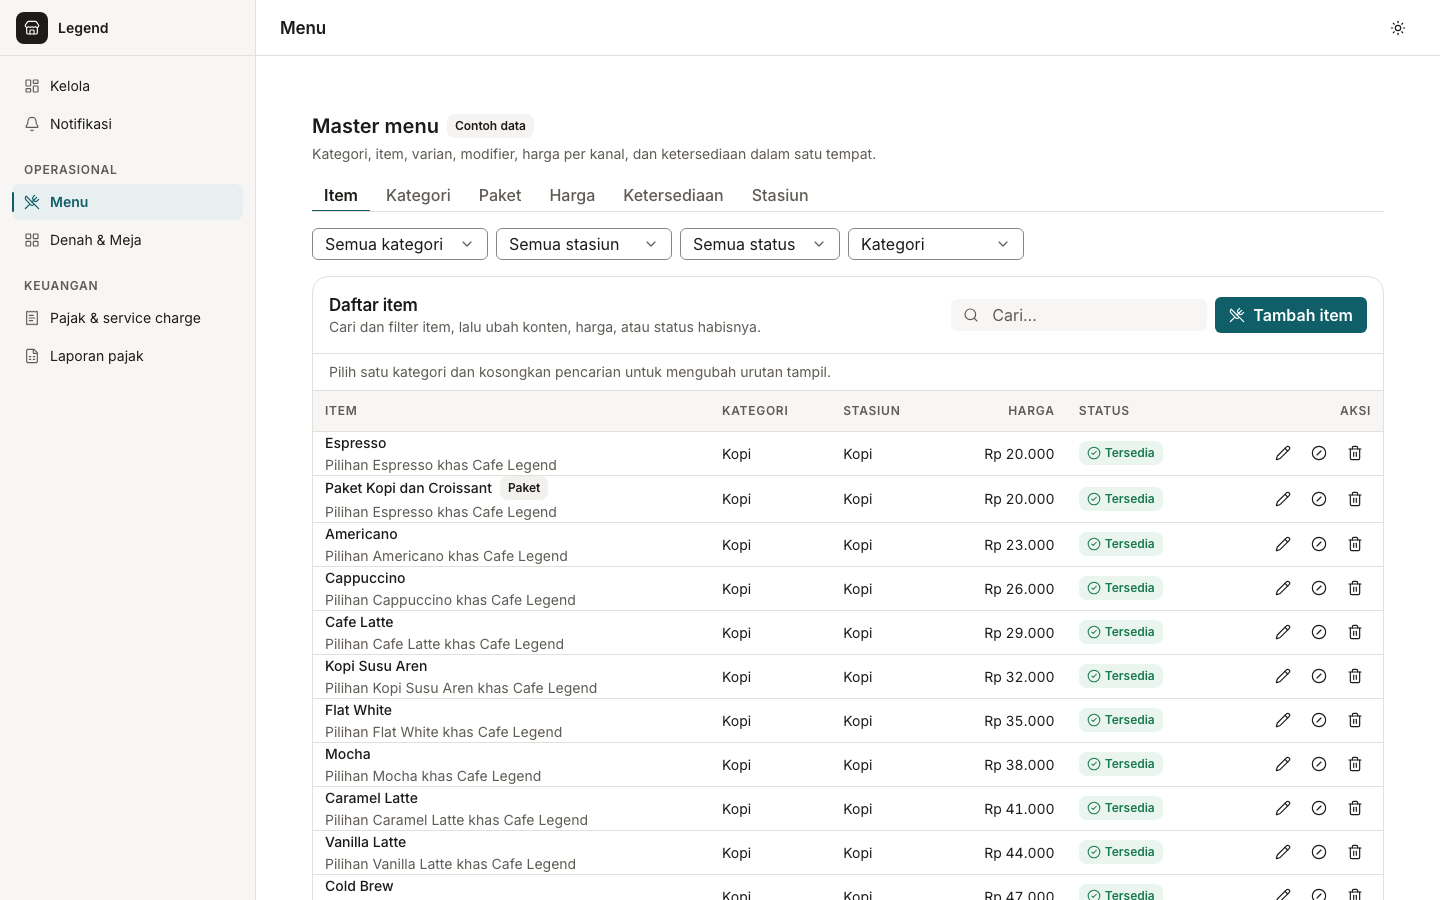 Legend
Menu
Kelola
Notifikasi
OPERASIONAL
Menu
Denah & Meja
KEUANGAN
Pajak & service charge
Laporan pajak
Master menu Contoh data
Kategori, item, varian, modifier, harga per kanal, dan ketersediaan dalam satu tempat.
Item Kategori Paket Harga Ketersediaan Stasiun
Semua kategori Semua stasiun Semua status Kategori
Daftar item
Cari dan filter item, lalu ubah konten, harga, atau status habisnya.
Cari... Tambah item
Pilih satu kategori dan kosongkan pencarian untuk mengubah urutan tampil.
ITEM KATEGORI STASIUN HARGA STATUS AKSI
Espresso
Pilihan Espresso khas Cafe Legend
Kopi Kopi Rp 20.000 Tersedia
Paket Kopi dan Croissant Paket
Pilihan Espresso khas Cafe Legend
Kopi Kopi Rp 20.000 Tersedia
Americano
Pilihan Americano khas Cafe Legend
Kopi Kopi Rp 23.000 Tersedia
Cappuccino
Pilihan Cappuccino khas Cafe Legend
Kopi Kopi Rp 26.000 Tersedia
Cafe Latte
Pilihan Cafe Latte khas Cafe Legend
Kopi Kopi Rp 29.000 Tersedia
Kopi Susu Aren
Pilihan Kopi Susu Aren khas Cafe Legend
Kopi Kopi Rp 32.000 Tersedia
Flat White
Pilihan Flat White khas Cafe Legend
Kopi Kopi Rp 35.000 Tersedia
Mocha
Pilihan Mocha khas Cafe Legend
Kopi Kopi Rp 38.000 Tersedia
Caramel Latte
Pilihan Caramel Latte khas Cafe Legend
Kopi Kopi Rp 41.000 Tersedia
Vanilla Latte
Pilihan Vanilla Latte khas Cafe Legend
Kopi Kopi Rp 44.000 Tersedia
Cold Brew
Kopi Kopi Rp 47.000 Tersedia